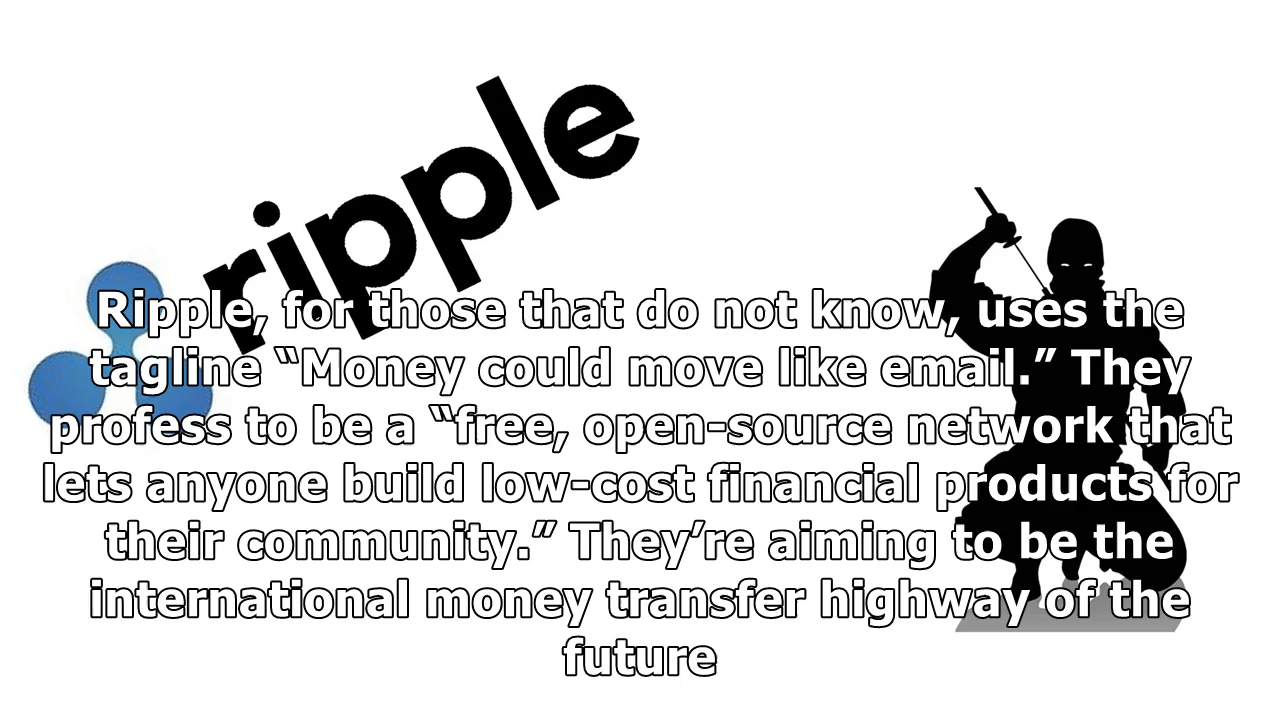 ripple
Ripple, for those that do not know, uses the
tagline “Money could move like email.” They
profess to be a “free, open-source network that
lets anyone build low-cost financial products for
their community.” They’re aiming to be the
international money transfer highway of the
future